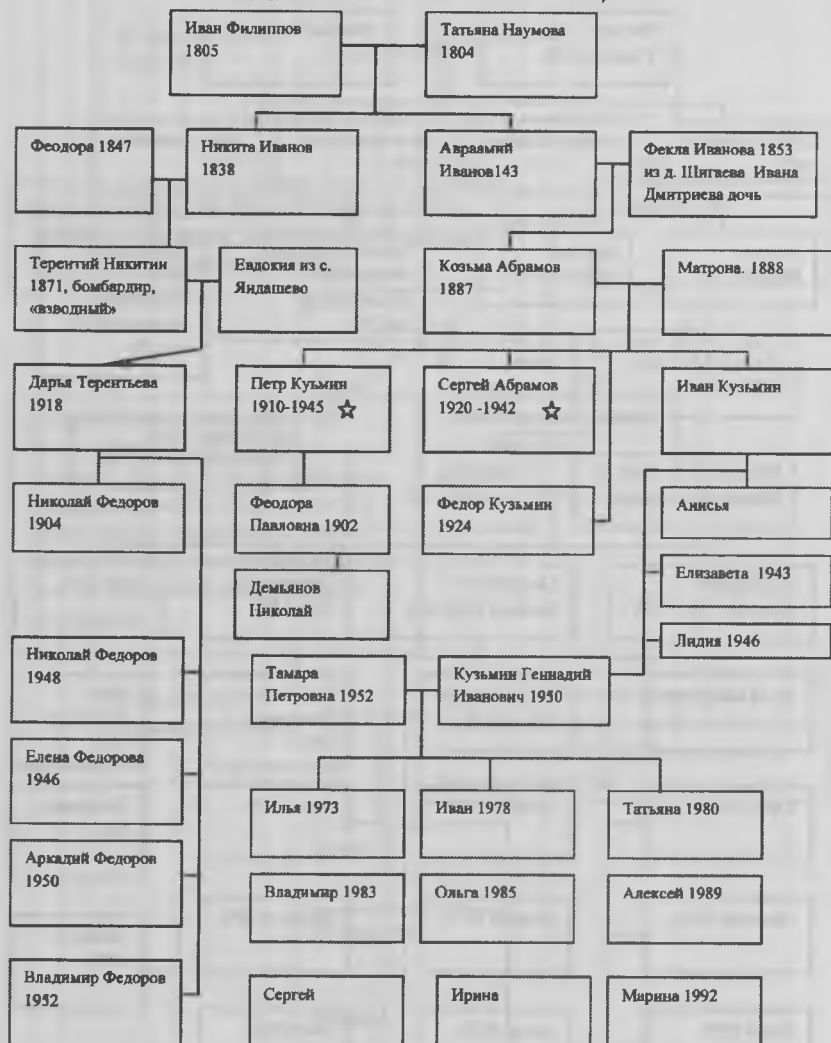 Иван Филиппов
1805
Татьяна Наумова
1804
Феодора 1847
Никита Иванов
1838
Авраамий
Иванов143
Фекла Иванова 1853
из д. Шигаева Ивана
Дмитриева дочь
Терентий Никитин
1871, бомбардир,
«взводный»
Евдокия из с.
Яндашево
Козьма Абрамов
1887
Матрона. 1888
Дарья Терентьева
1918
Петр Кузьмин
1910-1945 ☆
Сергей Абрамов
1920 -1942 ☆
Иван Кузьмин
Николай Федоров
1904
Феодора
Павловна 1902
Федор Кузьмин
1924
Анисья
Демьянов
Николай
Елизавета 1943
Лидия 1946
Николай Федоров
1948
Тамара
Петровна 1952
Кузьмин Геннадий
Иванович 1950
Елена Федорова
1946
Илья 1973
Иван 1978
Татьяна 1980
Аркадий Федоров
1950
Владимир 1983
Ольга 1985
Алексей 1989
Владимир Федоров
1952
Сергей
Ирина
Марина 1992